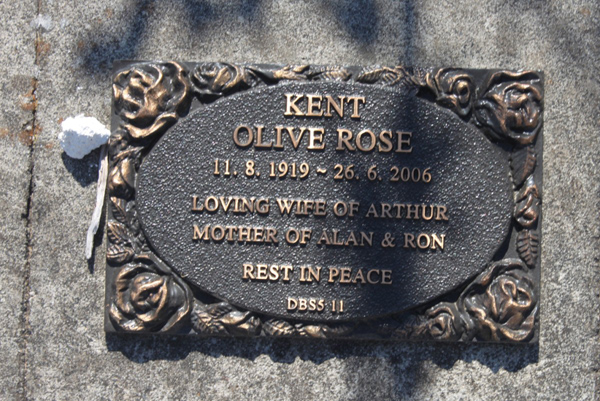 KENT
OLIVE ROSE
11. 8. 1919 ~ 26. 6. 2006
LOVING WIFE OF ARTHUR
MOTHER OF ALAN & RON
REST IN PEACE
DBS5 11